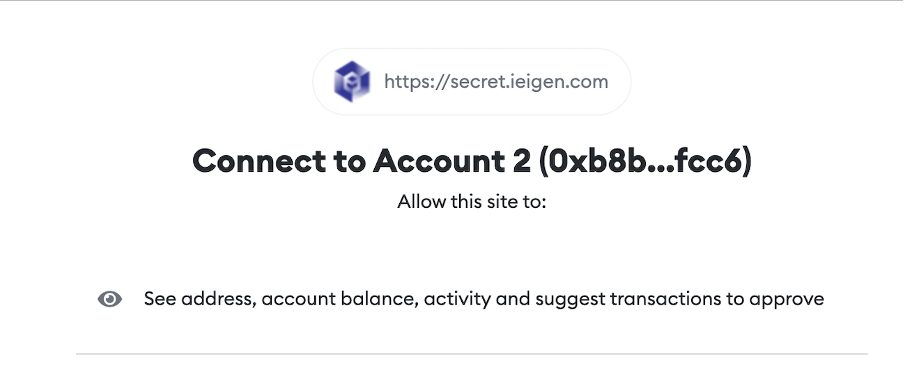 https://secret.ieigen.com
Connect to Account 2 (0xb8b...fcc6)
Allow this site to:
See address, account balance, activity and suggest transactions to approve